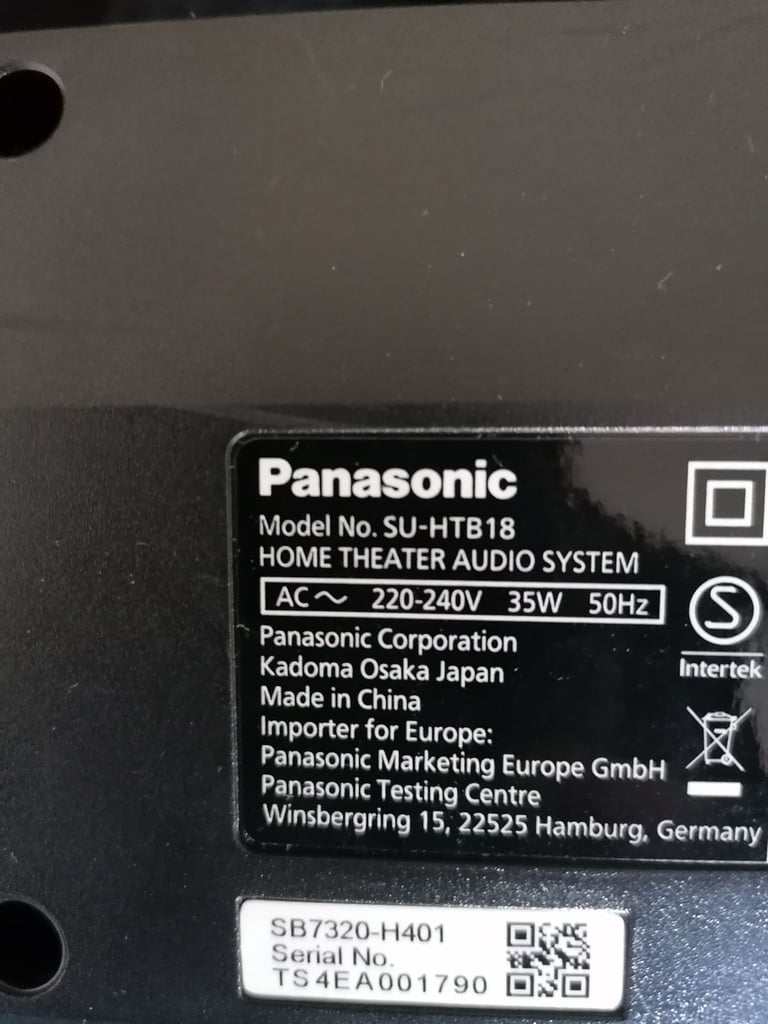 Panasonic
Model No. SU-HTB18
HOME THEATER AUDIO SYSTEM
AC～ 220-240V 35W 50Hz
Panasonic Corporation
Kadoma Osaka Japan
Made in China
Importer for Europe:
Panasonic Marketing Europe GmbH
Panasonic Testing Centre
Winsbergring 15, 22525 Hamburg, Germany
S
Intertek
SB7320-H401
Serial No.
TS4EA001790